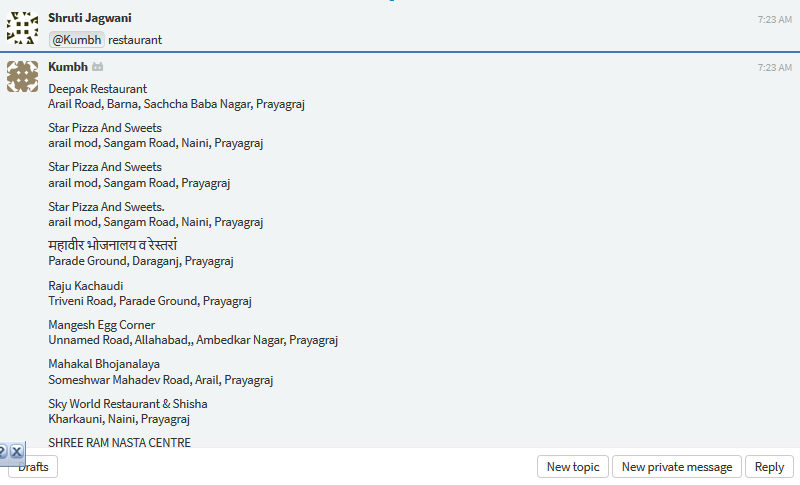 Shruti Jagwani
7:23 AM
@Kumbh restaurant
Kumbh
7:23 AM
Deepak Restaurant
Arail Road, Barna, Sachcha Baba Nagar, Prayagraj
Star Pizza And Sweets
arail mod, Sangam Road, Naini, Prayagraj
Star Pizza And Sweets
arail mod, Sangam Road, Prayagraj
Star Pizza And Sweets.
arail mod, Sangam Road, Naini, Prayagraj
महावीर भोजनालय व रेस्तरां
Parade Ground, Daraganj, Prayagraj
Raju Kachaudi
Triveni Road, Parade Ground, Prayagraj
Mangesh Egg Corner
Unnamed Road, Allahabad,, Ambedkar Nagar, Prayagraj
Mahakal Bhojanalaya
Someshwar Mahadev Road, Arail, Prayagraj
Sky World Restaurant & Shisha
Kharkauni, Naini, Prayagraj
SHREE RAM NASTA CENTRE
? X
Drafts New topic New private message Reply